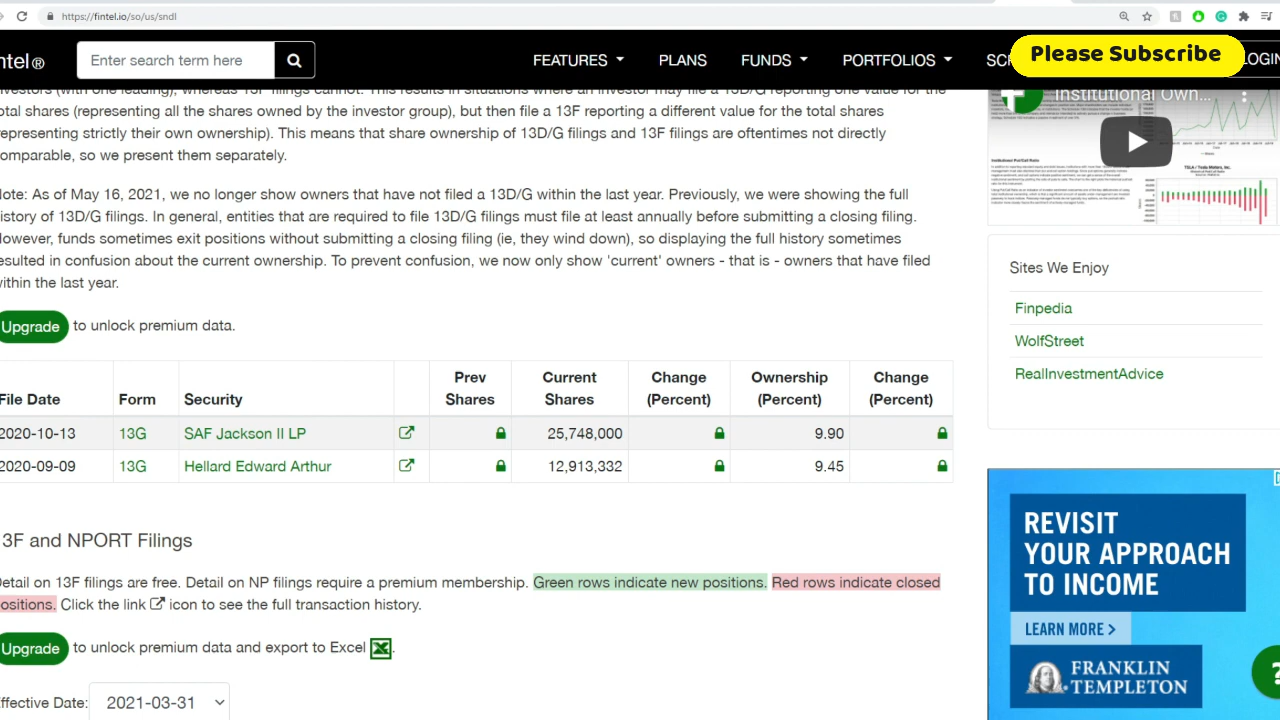 https://fintel.io/so/us/sndl
ntel®
Enter search term here
FEATURES
PLANS
FUNDS
PORTFOLIOS
Please Subscribe
total shares (representing all the shares owned by the investor group), but then file a 13F reporting a different value for the total shares
representing strictly their own ownership). This means that share ownership of 13D/G filings and 13F filings are oftentimes not directly
omparable, so we present them separately.
Note: As of May 16, 2021, we no longer show owners that have not filed a 13D/G within the last year. Previously, we were showing the full
istory of 13D/G filings. In general, entities that are required to file 13D/G filings must file at least annually before submitting a closing filing.
However, funds sometimes exit positions without submitting a closing filing (ie, they wind down), so displaying the full history sometimes
esulted in confusion about the current ownership. To prevent confusion, we now only show 'current' owners - that is - owners that have filed
within the last year.
Upgrade to unlock premium data.
File Date Form Security Prev Shares Current Shares Change (Percent) Ownership (Percent) Change (Percent)
2020-10-13 13G SAF Jackson II LP 25,748,000 9.90
2020-09-09 13G Hellard Edward Arthur 12,913,332 9.45
3F and NPORT Filings
Detail on 13F filings are free. Detail on NP filings require a premium membership. Green rows indicate new positions. Red rows indicate closed
positions. Click the link icon to see the full transaction history.
Upgrade to unlock premium data and export to Excel.
Effective Date: 2021-03-31
Institutional Own...
Sites We Enjoy
Finpedia
WolfStreet
RealInvestmentAdvice
REVISIT
YOUR APPROACH
TO INCOME
LEARN MORE >
FRANKLIN
TEMPLETON
?